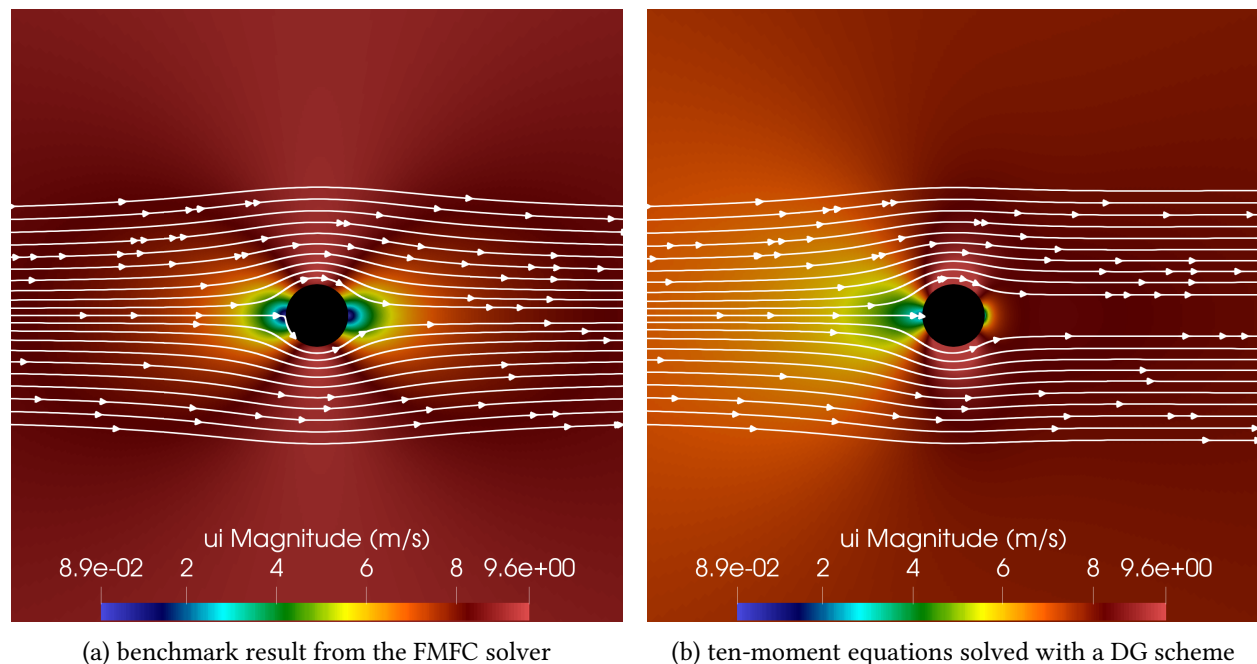 ui Magnitude (m/s)
8.9e-02 2 4 6 8 9.6e+00
(a) benchmark result from the FMFC solver
ui Magnitude (m/s)
8.9e-02 2 4 6 8 9.6e+00
(b) ten-moment equations solved with a DG scheme